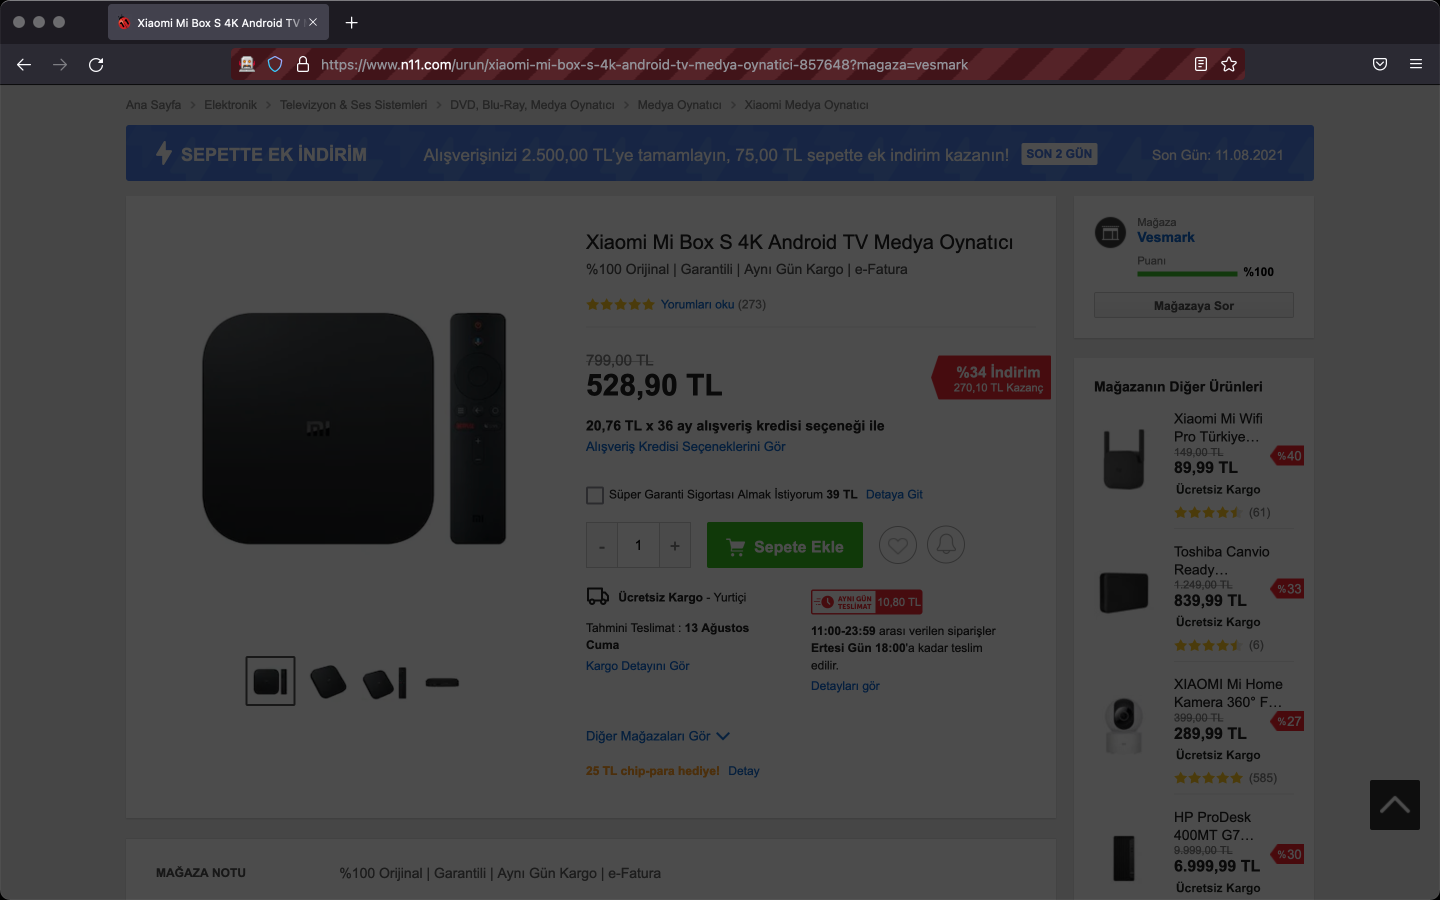 Xiaomi Mi Box S 4K Android TV
https://www.n11.com/urun/xiaomi-mi-box-s-4k-android-tv-medya-oynatici-857648?magaza=vesmark
Ana Sayfa > Elektronik > Televizyon & Ses Sistemleri > DVD, Blu-Ray, Medya Oynatıcı > Medya Oynatıcı > Xiaomi Medya Oynatıcı
SEPETTE EK İNDİRİM Alışverişinizi 2.500,00 TL'ye tamamlayın, 75,00 TL sepette ek indirim kazanın! SON 2 GÜN Son Gün: 11.08.2021
Xiaomi Mi Box S 4K Android TV Medya Oynatıcı
%100 Orijinal | Garantili | Aynı Gün Kargo | e-Fatura
Yorumları oku (273)
799,00 TL
528,90 TL
%34 İndirim
270,10 TL Kazanç
20,76 TL x 36 ay alışveriş kredisi seçeneği ile
Alışveriş Kredisi Seçeneklerini Gör
Süper Garanti Sigortası Almak İstiyorum 39 TL Detaya Git
- 1 + Sepete Ekle
Ücretsiz Kargo - Yurtiçi
Tahmini Teslimat : 13 Ağustos
Cuma
Kargo Detayını Gör
AYNI GÜN
TESLİMAT
10,80 TL
11:00-23:59 arası verilen siparişler
Ertesi Gün 18:00'a kadar teslim
edilir.
Detayları gör
Diğer Mağazaları Gör
25 TL chip-para hediye! Detay
MAĞAZA NOTU %100 Orijinal | Garantili | Aynı Gün Kargo | e-Fatura
Mağaza
Vesmark
Puanı
%100
Mağazaya Sor
Mağazanın Diğer Ürünleri
Xiaomi Mi Wifi
Pro Türkiye...
149,00 TL
89,99 TL
%40
Ücretsiz Kargo
(61)
Toshiba Canvio
Ready...
1.249,00 TL
839,99 TL
%33
Ücretsiz Kargo
(6)
XIAOMI Mi Home
Kamera 360° F...
399,00 TL
289,99 TL
%27
Ücretsiz Kargo
(585)
HP ProDesk
400MT G7...
9.999,00 TL
6.999,99 TL
%30
Ücretsiz Kargo